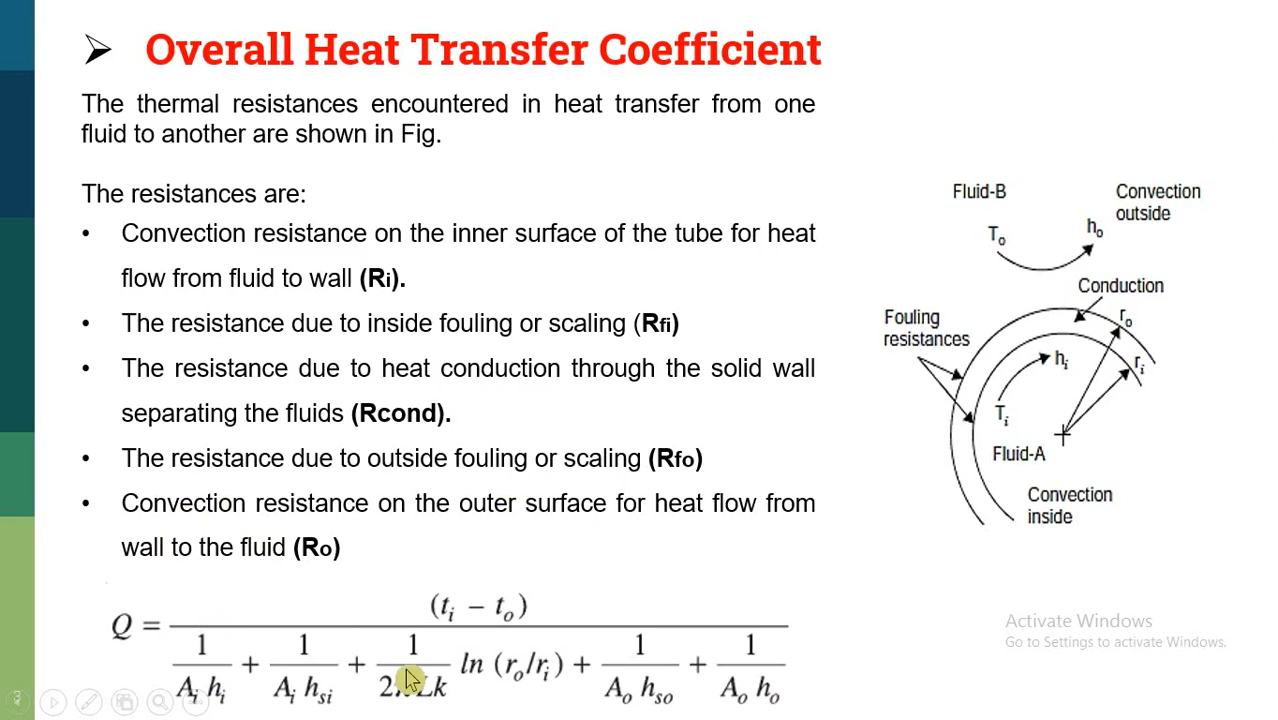 ➢ Overall Heat Transfer Coefficient
The thermal resistances encountered in heat transfer from one
fluid to another are shown in Fig.
The resistances are:
• Convection resistance on the inner surface of the tube for heat
flow from fluid to wall (Ri).
• The resistance due to inside fouling or scaling (Rfi)
• The resistance due to heat conduction through the solid wall
separating the fluids (Rcond).
• The resistance due to outside fouling or scaling (Rfo)
• Convection resistance on the outer surface for heat flow from
wall to the fluid (Ro)
(ti − to)
Q =
1 1 1 ln (ro/ri) + 1 1
+ + +
Ai hi Ai hsi 2 Lk Ao hso Ao ho
Fluid-B
Convection
outside
To
ho
Conduction
Fouling
resistances
ro
hi
ri
Ti
Fluid-A
Convection
inside
Activate Windows
Go to Settings to activate Windows.
3